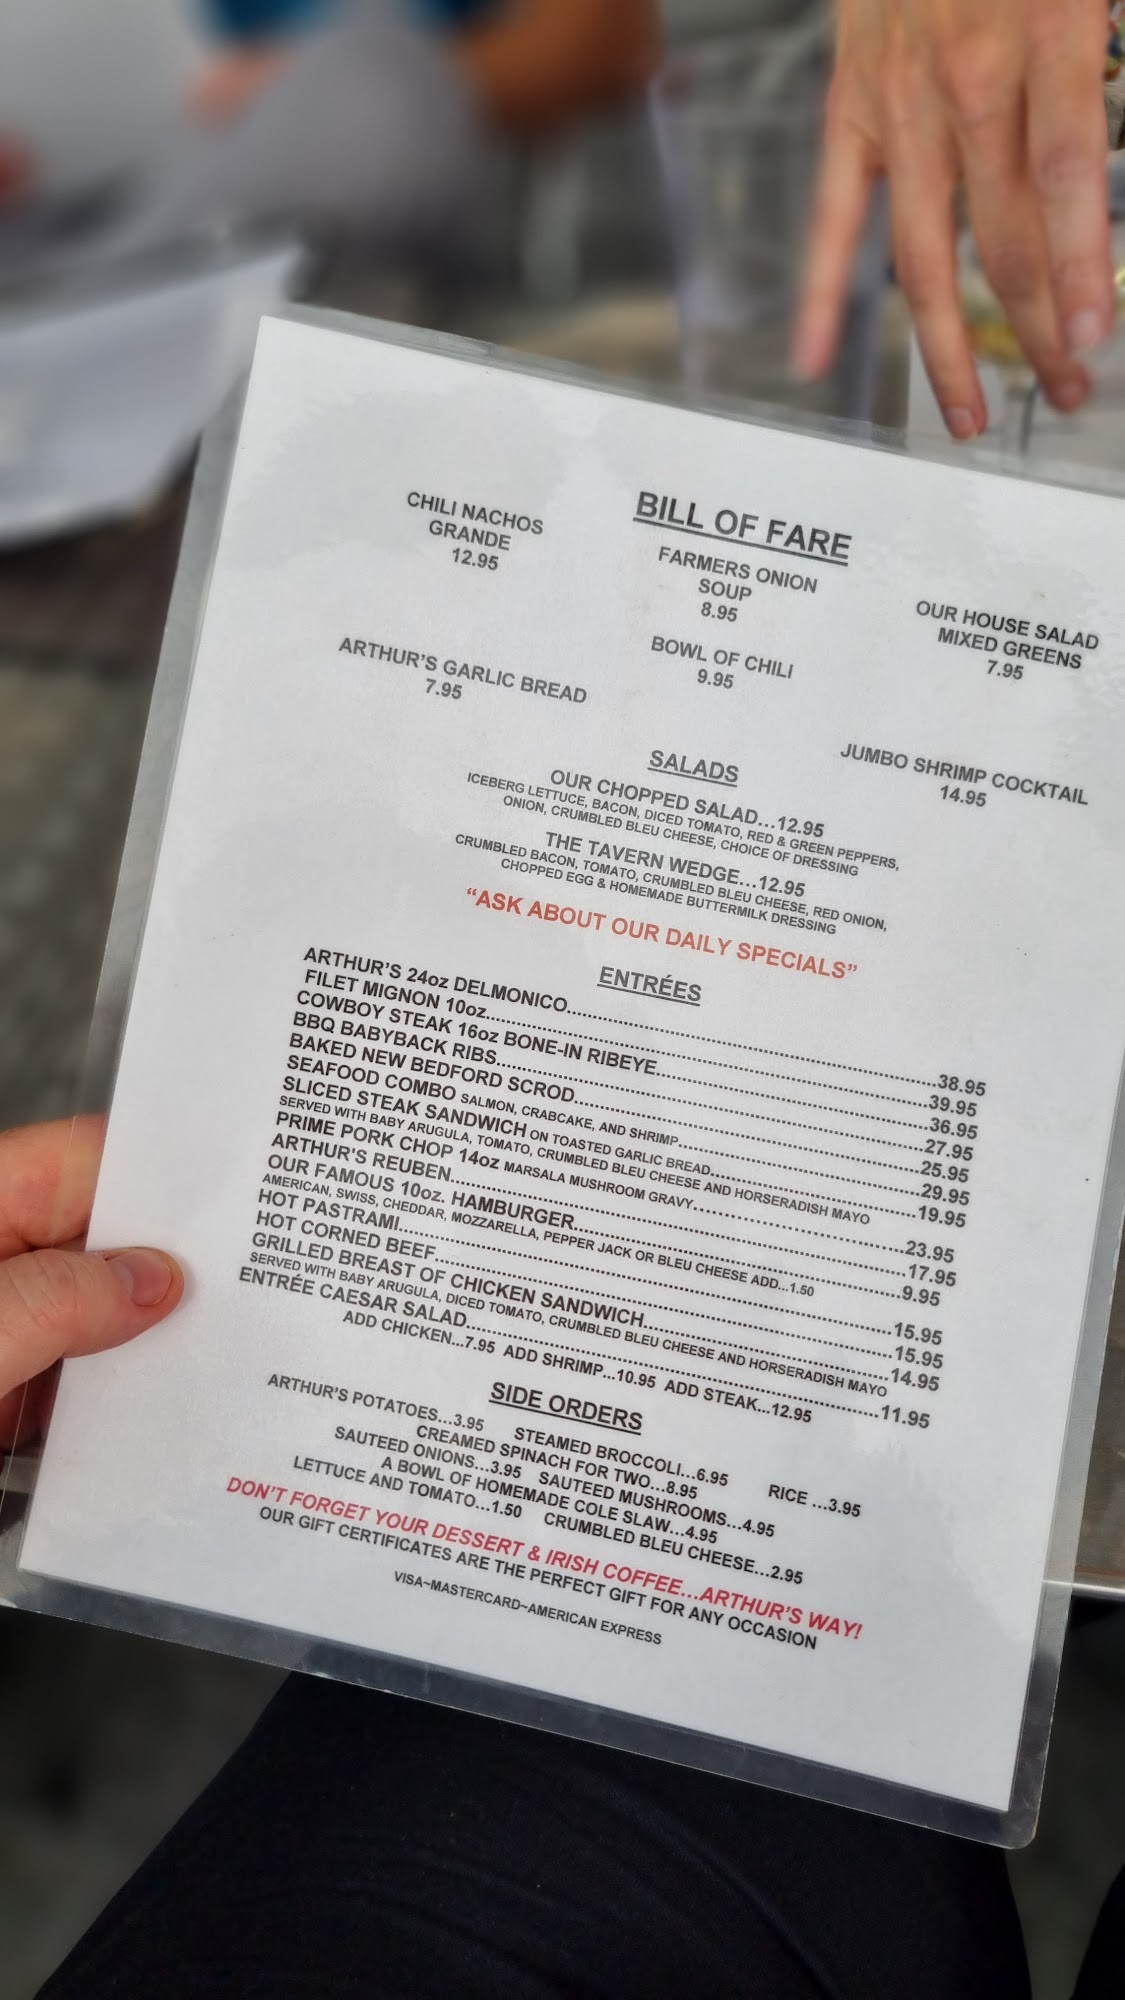 BILL OF FARE
CHILI NACHOS
GRANDE
12.95
FARMERS ONION
SOUP
8.95
OUR HOUSE SALAD
MIXED GREENS
7.95
ARTHUR'S GARLIC BREAD
7.95
BOWL OF CHILI
9.95
JUMBO SHRIMP COCKTAIL
14.95
SALADS
OUR CHOPPED SALAD...12.95
ICEBERG LETTUCE, BACON, DICED TOMATO, RED & GREEN PEPPERS,
ONION, CRUMBLED BLEU CHEESE, CHOICE OF DRESSING
THE TAVERN WEDGE...12.95
CRUMBLED BACON, TOMATO, CRUMBLED BLEU CHEESE, RED ONION,
CHOPPED EGG & HOMEMADE BUTTERMILK DRESSING
"ASK ABOUT OUR DAILY SPECIALS"
ENTRÉES
ARTHUR'S 24oz DELMONICO...38.95
FILET MIGNON 10oz...39.95
COWBOY STEAK 16oz BONE-IN RIBEYE...36.95
BBQ BABYBACK RIBS...27.95
BAKED NEW BEDFORD SCROD...25.95
SEAFOOD COMBO SALMON, CRABCAKE, AND SHRIMP...29.95
SLICED STEAK SANDWICH ON TOASTED GARLIC BREAD...19.95
SERVED WITH BABY ARUGULA, TOMATO, CRUMBLED BLEU CHEESE AND HORSERADISH MAYO
PRIME PORK CHOP 14oz MARSALA MUSHROOM GRAVY...23.95
ARTHUR'S REUBEN...17.95
OUR FAMOUS 10oz. HAMBURGER...9.95
AMERICAN, SWISS, CHEDDAR, MOZZARELLA, PEPPER JACK OR BLEU CHEESE ADD...1.50
HOT PASTRAMI...15.95
HOT CORNED BEEF...15.95
GRILLED BREAST OF CHICKEN SANDWICH...14.95
SERVED WITH BABY ARUGULA, DICED TOMATO, CRUMBLED BLEU CHEESE AND HORSERADISH MAYO
ENTRÉE CAESAR SALAD...11.95
ADD CHICKEN...7.95 ADD SHRIMP...10.95 ADD STEAK...12.95
SIDE ORDERS
ARTHUR'S POTATOES...3.95 STEAMED BROCCOLI...6.95 RICE ...3.95
CREAMED SPINACH FOR TWO...8.95
SAUTEED ONIONS...3.95 SAUTEED MUSHROOMS...4.95
A BOWL OF HOMEMADE COLE SLAW...4.95
LETTUCE AND TOMATO...1.50 CRUMBLED BLEU CHEESE...2.95
DON'T FORGET YOUR DESSERT & IRISH COFFEE...ARTHUR'S WAY!
OUR GIFT CERTIFICATES ARE THE PERFECT GIFT FOR ANY OCCASION
VISA~MASTERCARD~AMERICAN EXPRESS